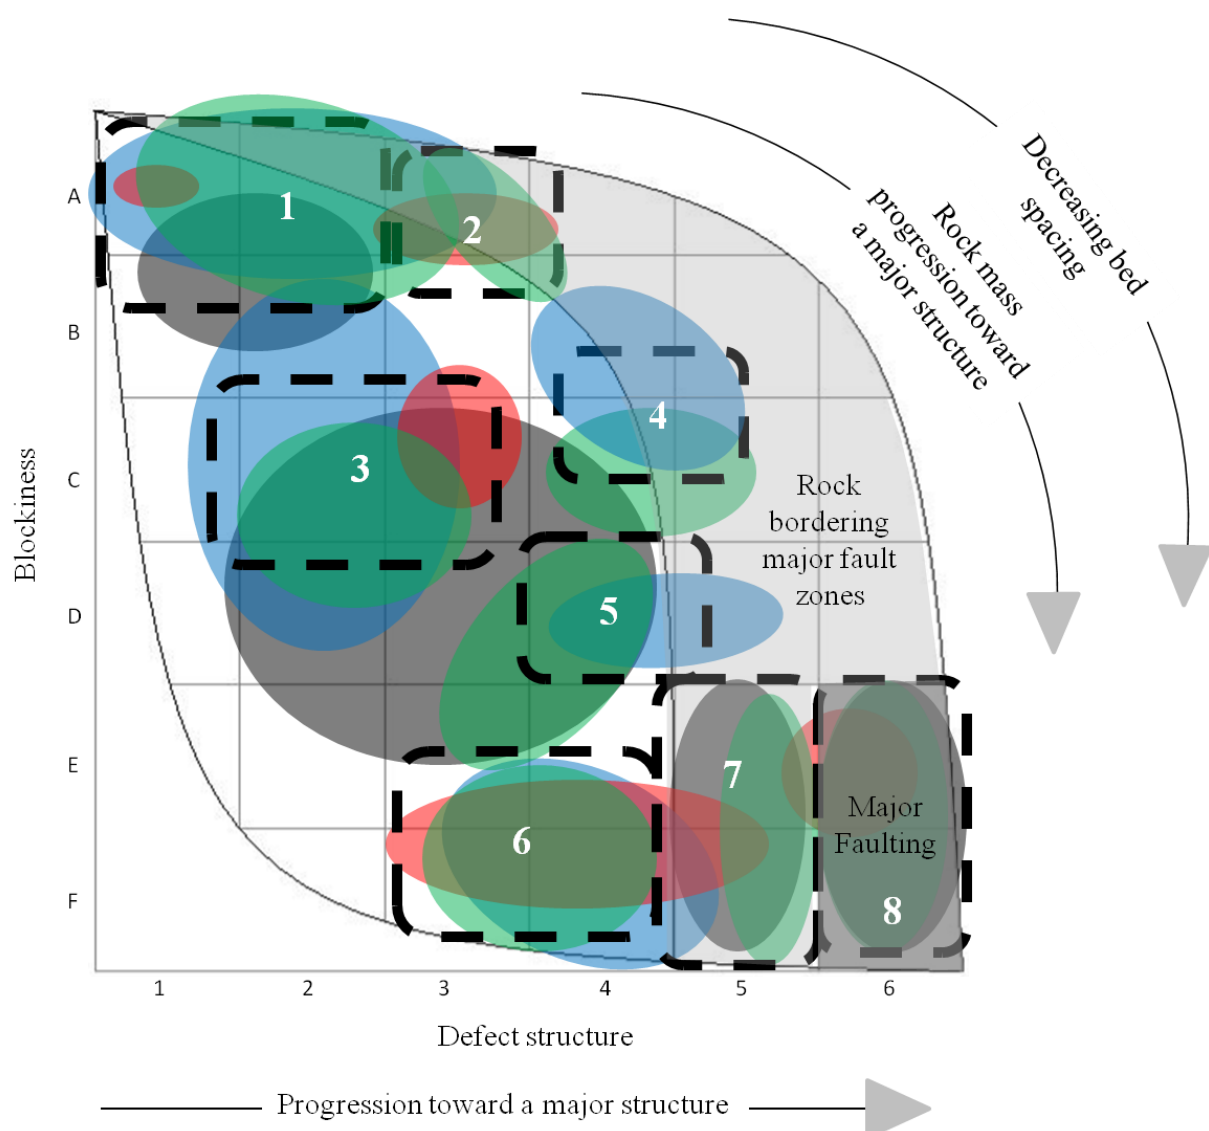 Decreasing bed
spacing
Rock mass
progression toward
a major structure
A
B
C
D
E
F
Blockiness
1
2
3
4
5
6
7
8
Rock
bordering
major fault
zones
Major
Faulting
1
2
3
4
5
6
Defect structure
Progression toward a major structure